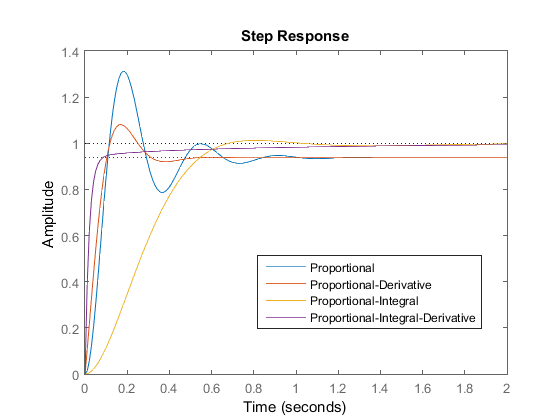 Step Response
Amplitude
1.4
1.2
1
0.8
0.6
0.4
0.2
0
Proportional
Proportional-Derivative
Proportional-Integral
Proportional-Integral-Derivative
0 0.2 0.4 0.6 0.8 1 1.2 1.4 1.6 1.8 2
Time (seconds)